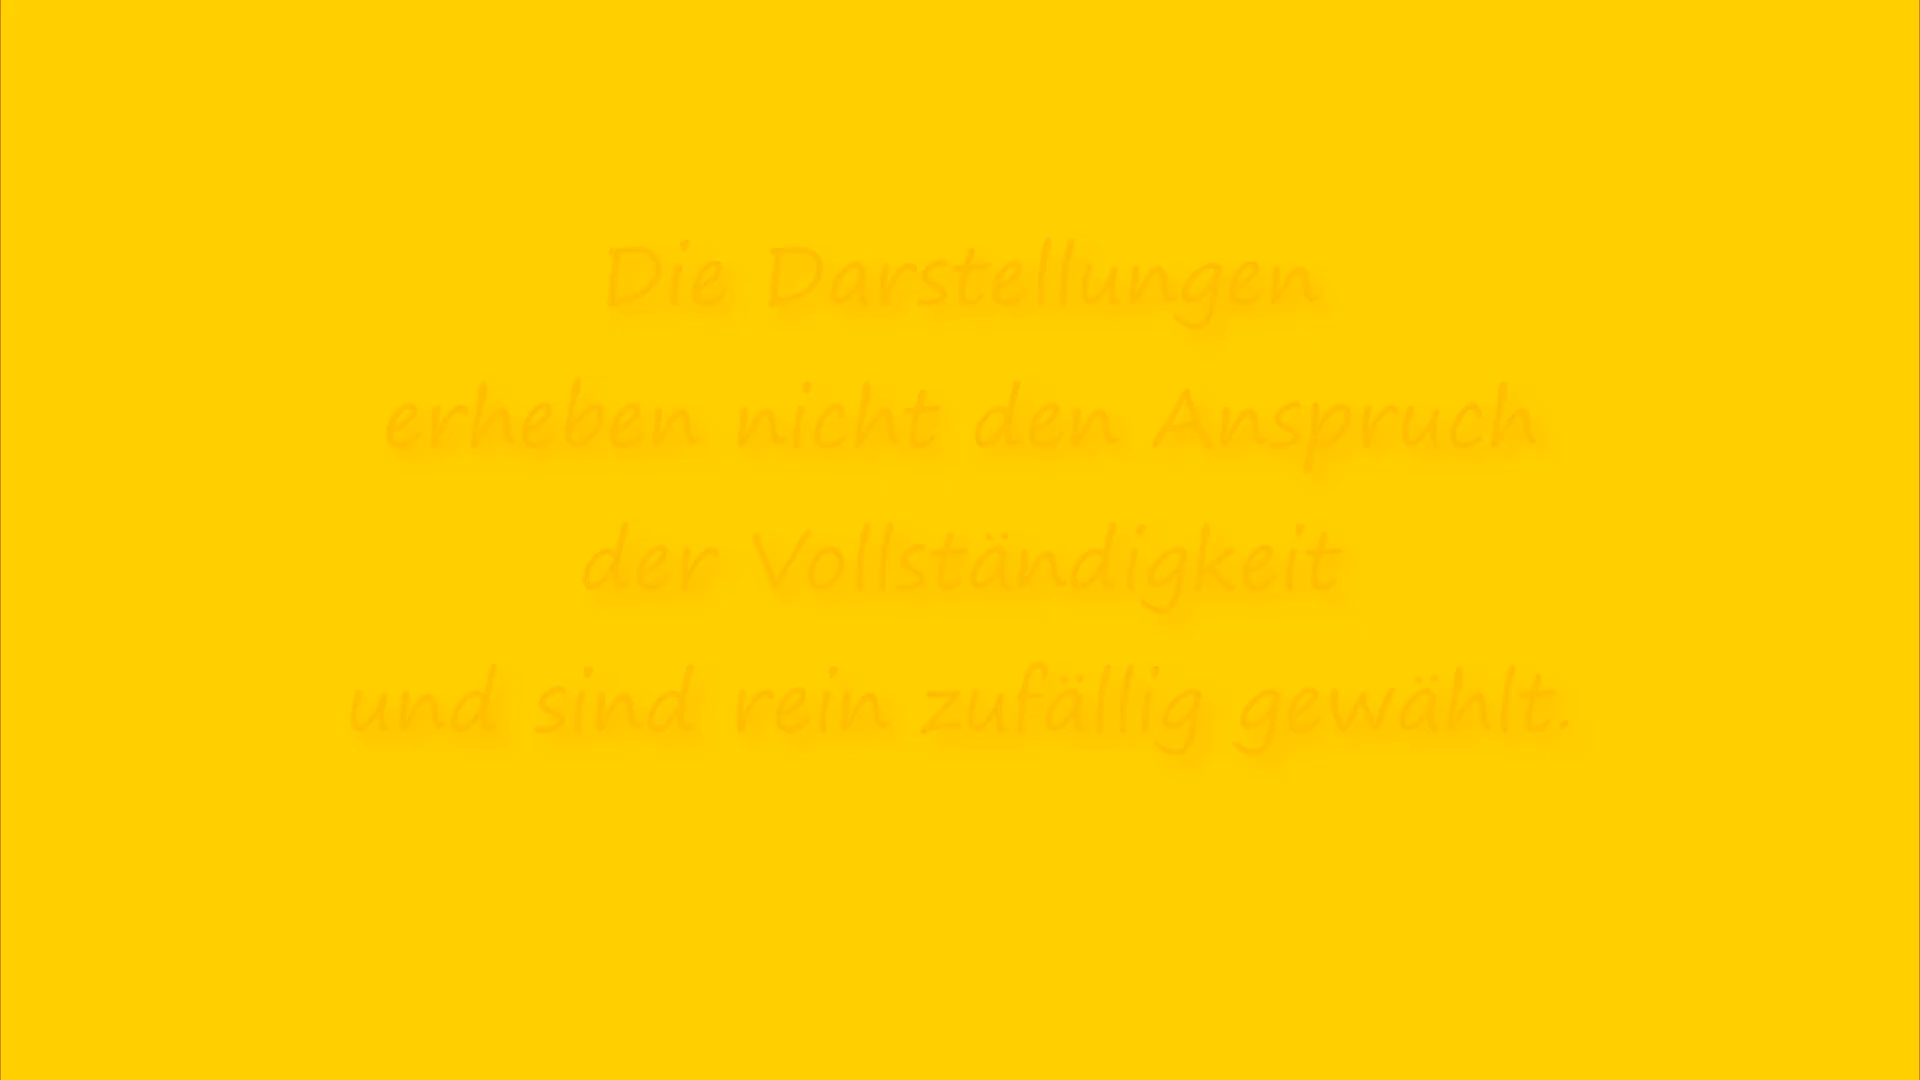 Die Darstellungen
erheben nicht den Anspruch
der Vollständigkeit
und sind rein zufällig gewählt.